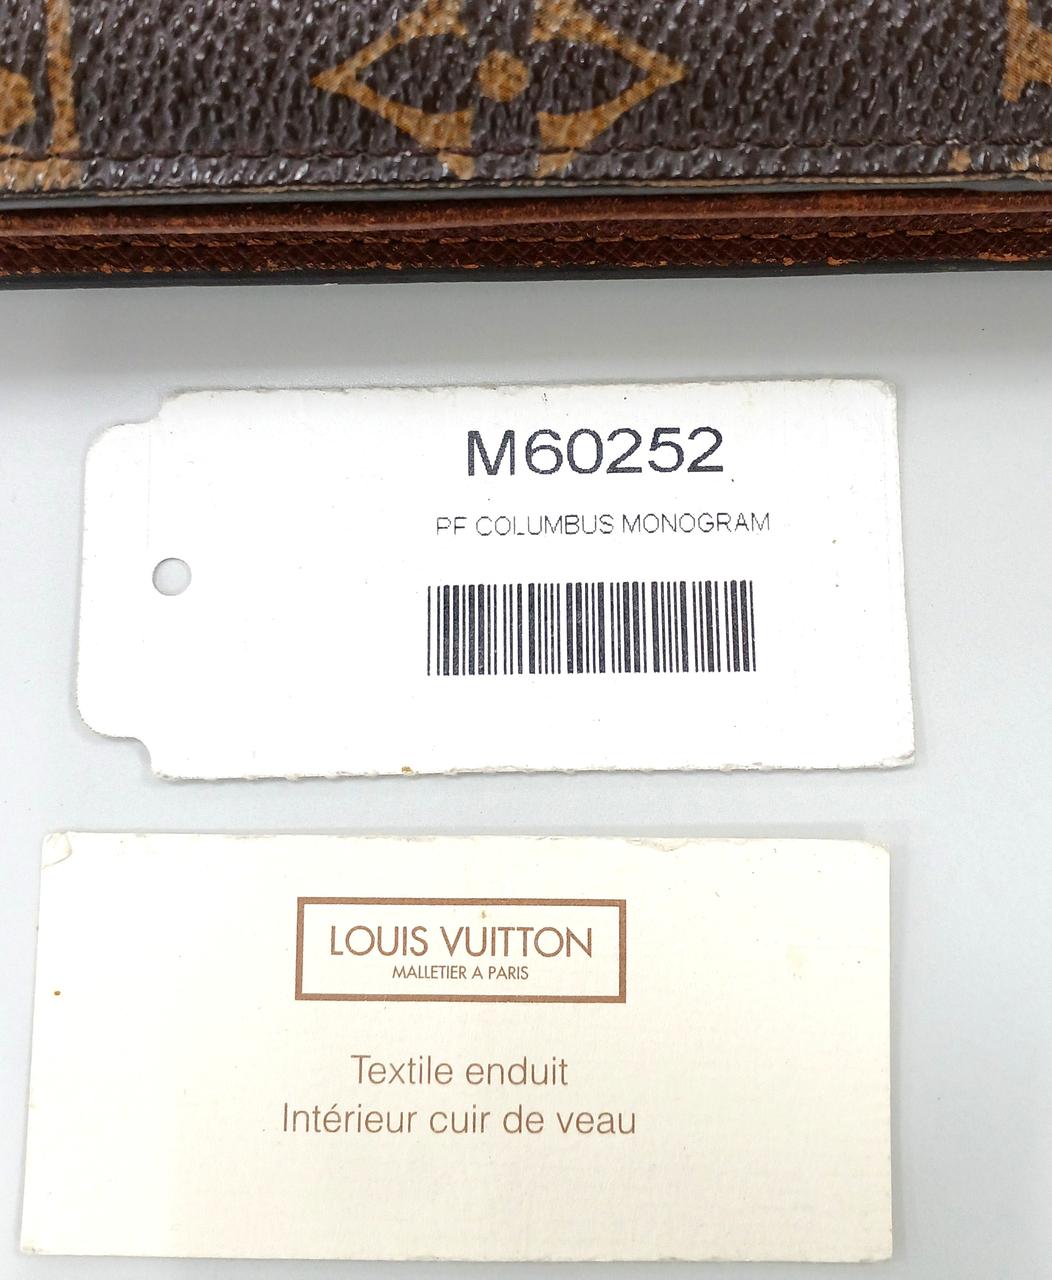 M60252
PF COLUMBUS MONOGRAM
LOUIS VUITTON
MALLETIER A PARIS
Textile enduit
Intérieur cuir de veau